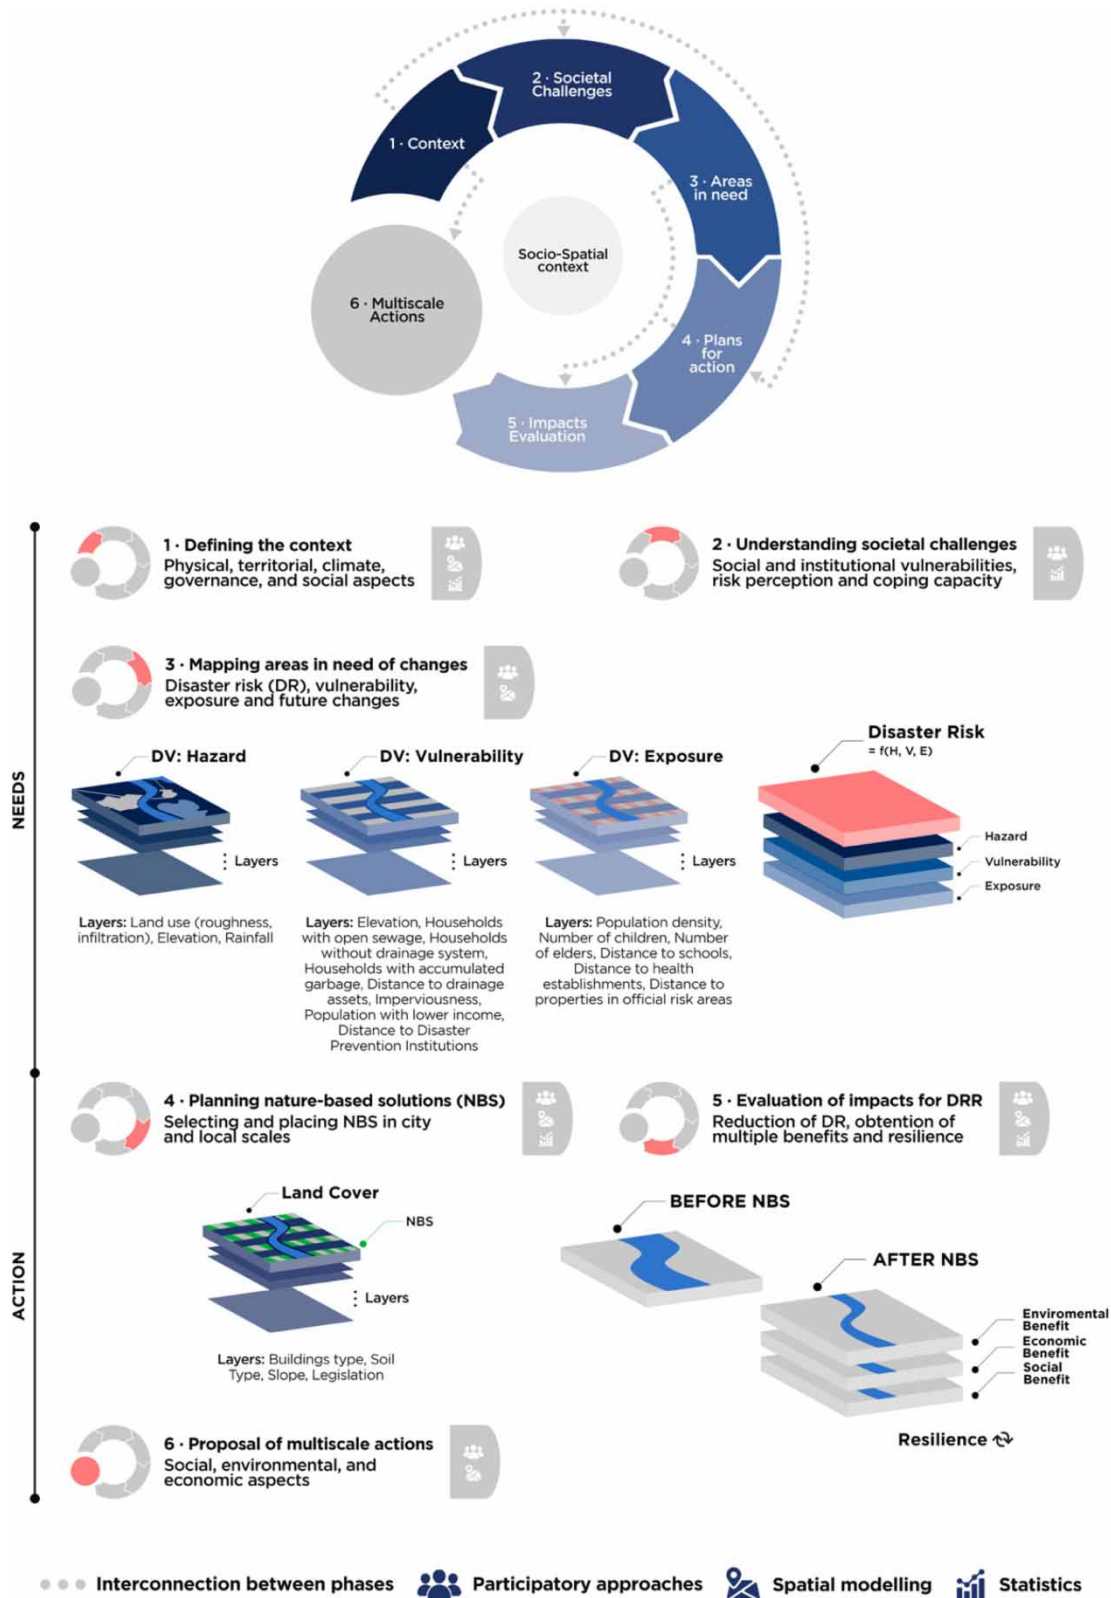 2 · Societal
Challenges
1 · Context
3 · Areas
in need
Socio-Spatial
context
6 · Multiscale
Actions
4 · Plans
for
action
5 · Impacts
Evaluation
NEEDS
1 · Defining the context
Physical, territorial, climate,
governance, and social aspects
2 · Understanding societal challenges
Social and institutional vulnerabilities,
risk perception and coping capacity
3 · Mapping areas in need of changes
Disaster risk (DR), vulnerability,
exposure and future changes
DV: Hazard
Layers
Layers: Land use (roughness,
infiltration), Elevation, Rainfall
DV: Vulnerability
Layers
Layers: Elevation, Households
with open sewage, Households
without drainage system,
Households with accumulated
garbage, Distance to drainage
assets, Imperviousness,
Population with lower income,
Distance to Disaster
Prevention Institutions
DV: Exposure
Layers
Layers: Population density,
Number of children, Number
of elders, Distance to schools,
Distance to health
establishments, Distance to
properties in official risk areas
Disaster Risk
= f(H, V, E)
Hazard
Vulnerability
Exposure
ACTION
4 · Planning nature-based solutions (NBS)
Selecting and placing NBS in city
and local scales
5 · Evaluation of impacts for DRR
Reduction of DR, obtention of
multiple benefits and resilience
Land Cover
NBS
Layers
Layers: Buildings type, Soil
Type, Slope, Legislation
BEFORE NBS
AFTER NBS
Enviromental
Benefit
Economic
Benefit
Social
Benefit
Resilience
6 · Proposal of multiscale actions
Social, environmental, and
economic aspects
Interconnection between phases
Participatory approaches
Spatial modelling
Statistics